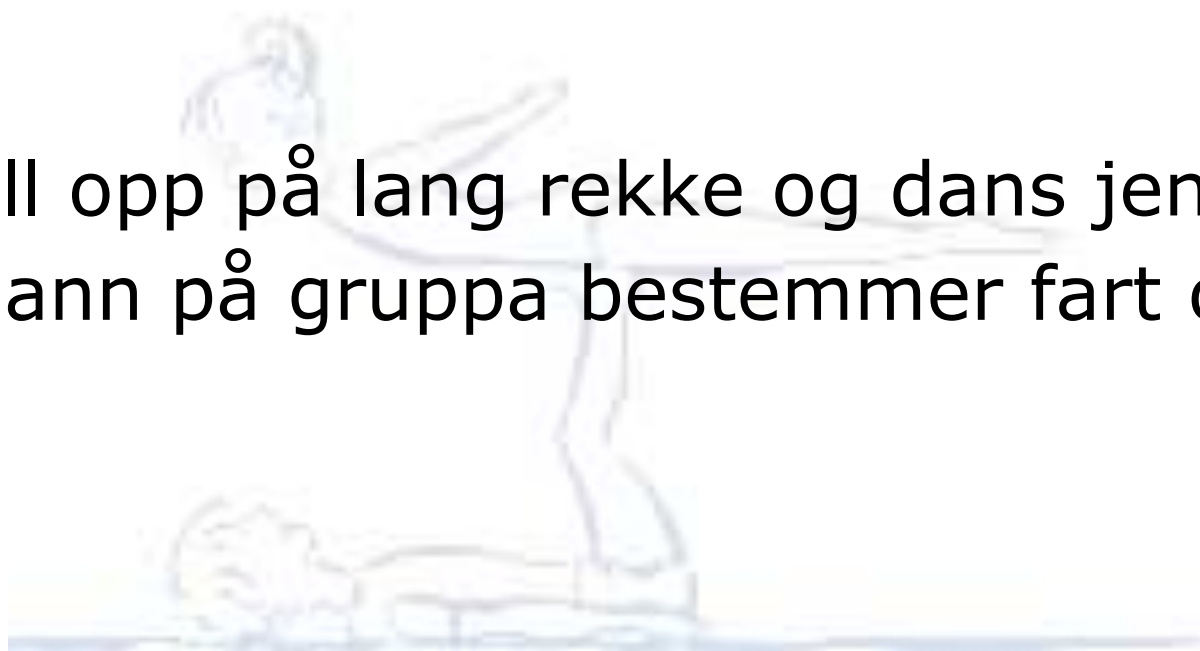 ll opp på lang rekke og dans jen
ann på gruppa bestemmer fart